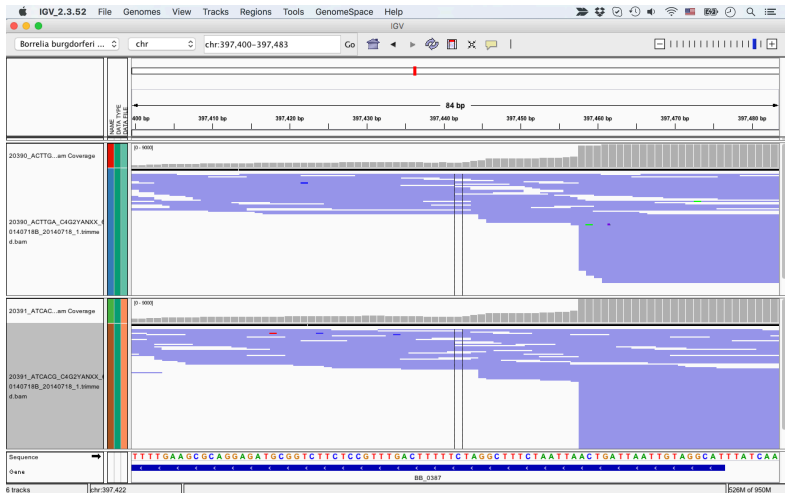 IGV_2.3.52 File Genomes View Tracks Regions Tools GenomeSpace Help
IGV
Borrelia burgdorferi ... chr chr:397,400-397,483 Go
NAME
DATA TYPE
DATA FILE
84 bp
400 bp 397,410 bp 397,420 bp 397,430 bp 397,440 bp 397,450 bp 397,460 bp 397,470 bp 397,480 bp
20390_ACTTG...am Coverage
[0 - 9000]
20390_ACTTGA_C4G2YANXX_6
0140718B_20140718_1.trimme
d.bam
20391_ATCAC...am Coverage
[0 - 9000]
20391_ATCACG_C4G2YANXX_6
0140718B_20140718_1.trimme
d.bam
Sequence
TTTTGAAGCGCAGGAGATGCGGTCTTCTCCGTTTGACTTTTTCTAGGCTTTCTAATTAACTGATTAATTGTAGGCATTTATCAA
Gene
BB_0387
6 tracks chr:397,422 526M of 950M